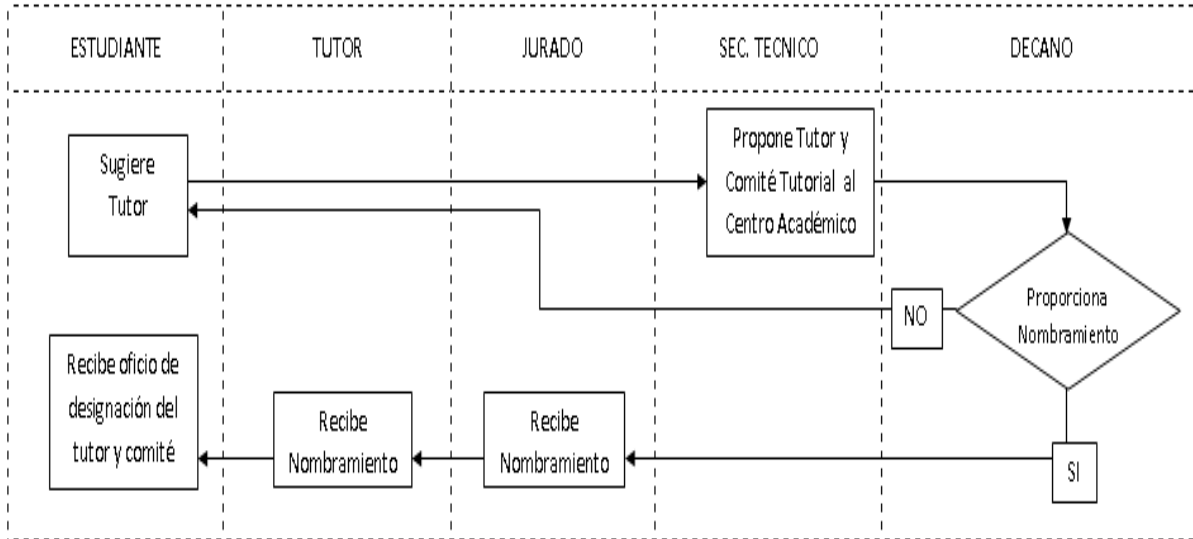 ESTUDIANTE
TUTOR
JURADO
SEC. TECNICO
DECANO
Sugiere
Tutor
Propone Tutor y
Comité Tutorial al
Centro Académico
Proporciona
Nombramiento
NO
Recibe oficio de
designación del
tutor y comité
Recibe
Nombramiento
Recibe
Nombramiento
SI